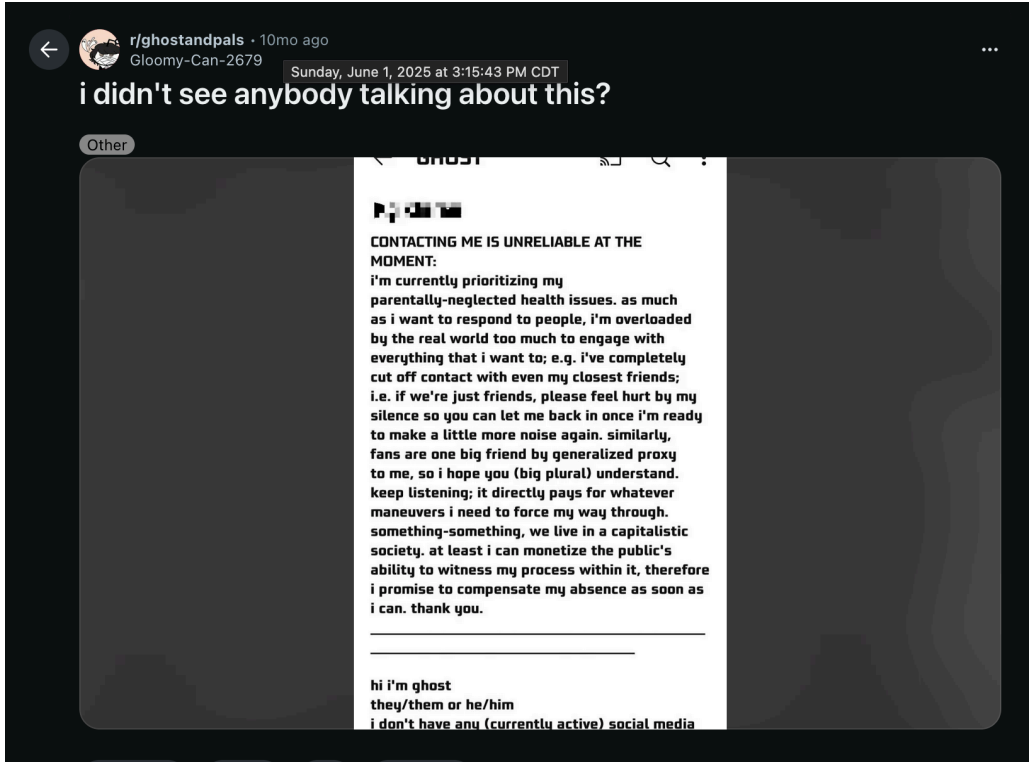 r/ghostandpals • 10mo ago
Gloomy-Can-2679
Sunday, June 1, 2025 at 3:15:43 PM CDT
i didn't see anybody talking about this?
Other
GHOST
CONTACTING ME IS UNRELIABLE AT THE
MOMENT:
i'm currently prioritizing my
parentally-neglected health issues. as much
as i want to respond to people, i'm overloaded
by the real world too much to engage with
everything that i want to; e.g. i've completely
cut off contact with even my closest friends;
i.e. if we're just friends, please feel hurt by my
silence so you can let me back in once i'm ready
to make a little more noise again. similarly,
fans are one big friend by generalized proxy
to me, so i hope you (big plural) understand.
keep listening; it directly pays for whatever
maneuvers i need to force my way through.
something-something, we live in a capitalistic
society. at least i can monetize the public's
ability to witness my process within it, therefore
i promise to compensate my absence as soon as
i can. thank you.
hi i'm ghost
they/them or he/him
i don't have any (currently active) social media